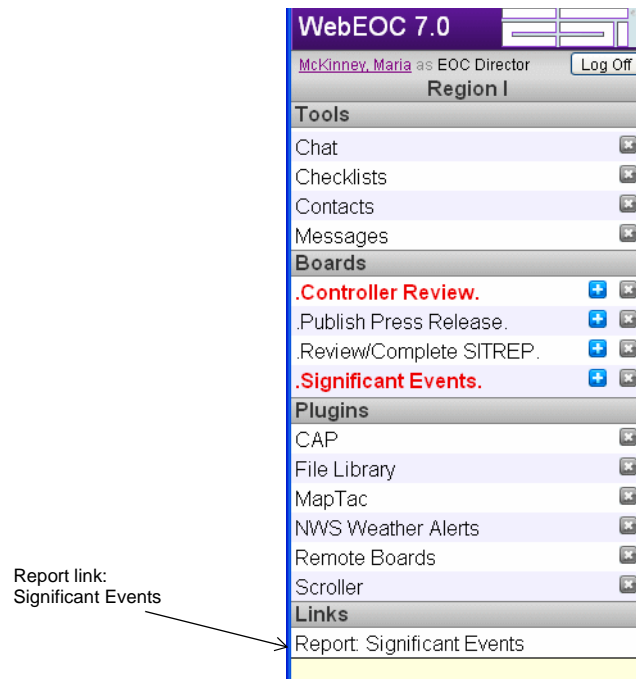 WebEOC 7.0
McKinney, Maria as EOC Director Log Off
Region I
Tools
Chat
Checklists
Contacts
Messages
Boards
.Controller Review.
.Publish Press Release.
.Review/Complete SITREP.
.Significant Events.
Plugins
CAP
File Library
MapTac
NWS Weather Alerts
Remote Boards
Scroller
Links
Report: Significant Events
Report link:
Significant Events